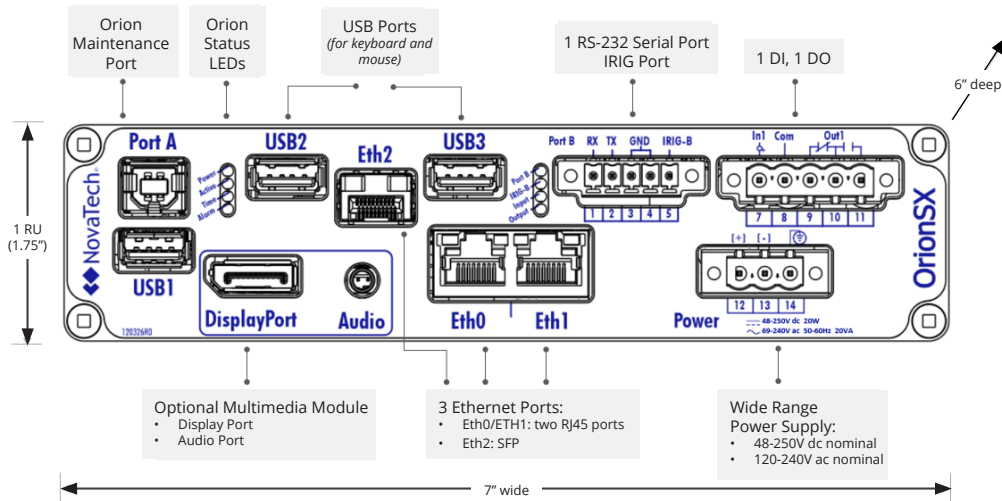 Orion
Maintenance
Port
Orion
Status
LEDs
USB Ports
(for keyboard and
mouse)
1 RS-232 Serial Port
IRIG Port
1 DI, 1 DO
6” deep
1 RU
(1.75”)
NovaTech
Port A
USB1
Power
Active
Time
Alarm
USB2
Eth2
USB3
Port B
IRIG-B
Input
Output
Port B RX TX GND IRIG-B
1 2 3 4 5
In1 Com Out1
7 8 9 10 11
[+] [-]
12 13 14
Power
48-250V dc 20W
69-240V ac 50-60Hz 20VA
OrionSX
DisplayPort Audio
Eth0 Eth1
120326R0
Optional Multimedia Module
• Display Port
• Audio Port
3 Ethernet Ports:
• Eth0/ETH1: two RJ45 ports
• Eth2: SFP
Wide Range
Power Supply:
• 48-250V dc nominal
• 120-240V ac nominal
7” wide